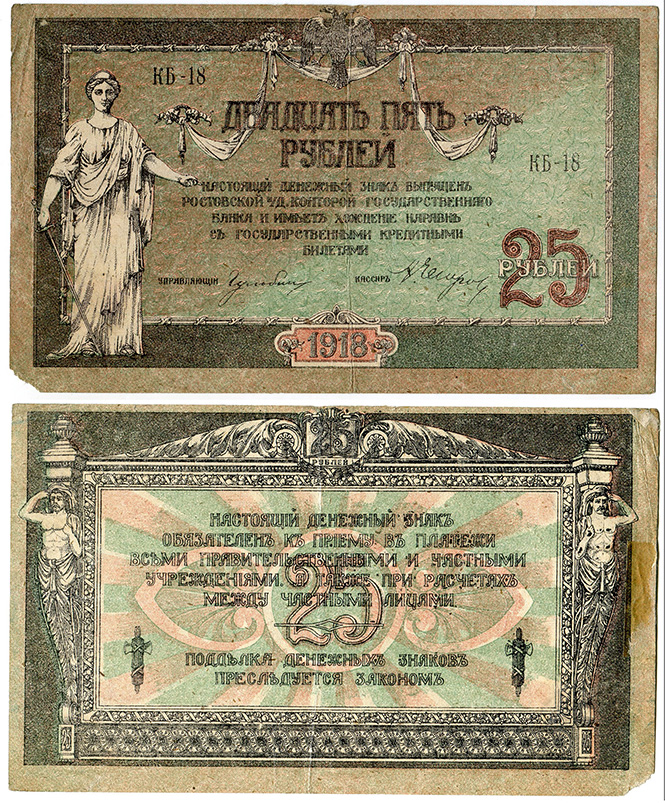 КБ-18
ДВАДЦАТЬ ПЯТЬ
РУБЛЕЙ
КБ-18
НАСТОЯЩІЙ ДЕНЕЖНЫЙ ЗНАКЪ ВЫПУЩЕН
РОСТОВСКОЙ Н/Д. КОНТОРОЙ ГОСУДАРСТВЕННАГО
БАНКА И ИМѢЕТЪ ХОЖДЕНІЕ НАРАВНѢ
СЪ ГОСУДАРСТВЕННЫМИ КРЕДИТНЫМИ
БИЛЕТАМИ
25
РУБЛЕЙ
УПРАВЛЯЮЩІЙ
КАССИРЪ
1918
25
РУБЛЕЙ
НАСТОЯЩІЙ ДЕНЕЖНЫЙ ЗНАКЪ
ОБЯЗАТЕЛЕНЪ КЪ ПРІЕМУ ВЪ ПЛАТЕЖИ
ВСѢМИ ПРАВИТЕЛЬСТВЕННЫМИ И ЧАСТНЫМИ
УЧРЕЖДЕНІЯМИ, А ТАКЖЕ ПРИ РАСЧЕТАХЪ
МЕЖДУ ЧАСТНЫМИ ЛИЦАМИ.
25
ПОДДѢЛКА ДЕНЕЖНЫХЪ ЗНАКОВЪ
ПРЕСЛѢДУЕТСЯ ЗАКОНОМЪ
25